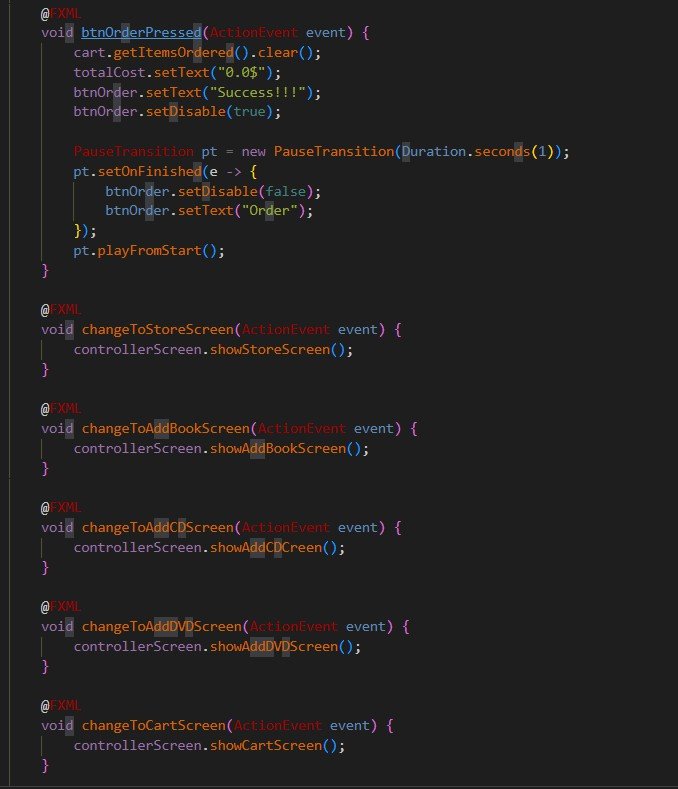 @FXML
void btnOrderPressed(ActionEvent event) {
cart.getItemsOrdered().clear();
totalCost.setText("0.0$");
btnOrder.setText("Success!!!");
btnOrder.setDisable(true);
PauseTransition pt = new PauseTransition(Duration.seconds(1));
pt.setOnFinished(e -> {
btnOrder.setDisable(false);
btnOrder.setText("Order");
});
pt.playFromStart();
}
@FXML
void changeToStoreScreen(ActionEvent event) {
controllerScreen.showStoreScreen();
}
@FXML
void changeToAddBookScreen(ActionEvent event) {
controllerScreen.showAddBookScreen();
}
@FXML
void changeToAddCDScreen(ActionEvent event) {
controllerScreen.showAddCDCreen();
}
@FXML
void changeToAddDVDScreen(ActionEvent event) {
controllerScreen.showAddDVDScreen();
}
@FXML
void changeToCartScreen(ActionEvent event) {
controllerScreen.showCartScreen();
}